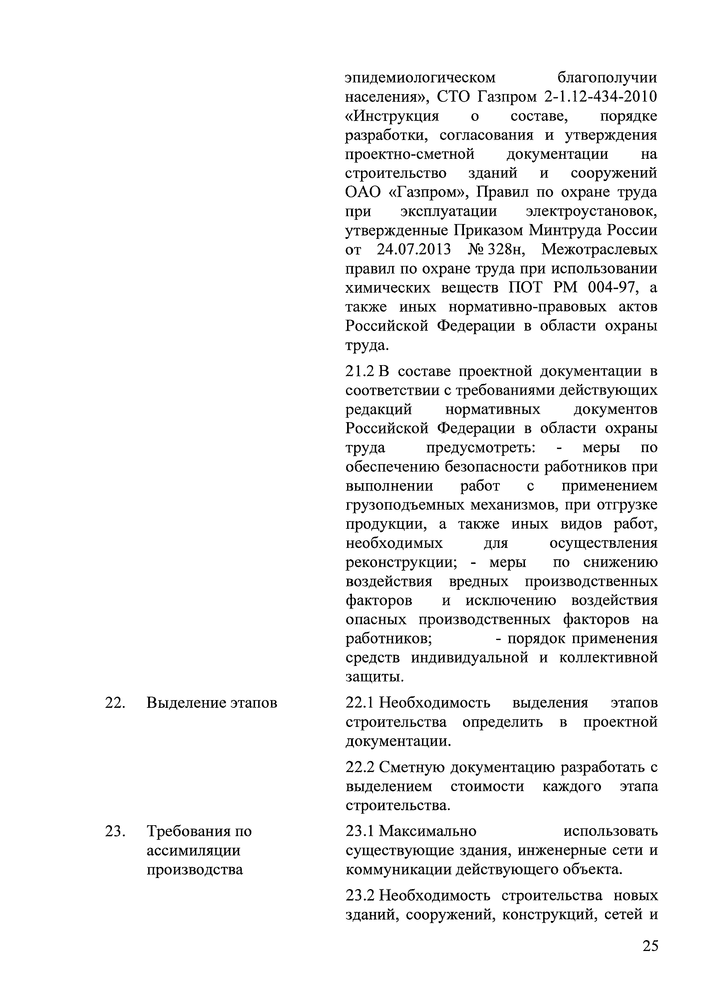 эпидемиологическом благополучии
населения», СТО Газпром 2-1.12-434-2010
«Инструкция о составе, порядке
разработки, согласования и утверждения
проектно-сметной документации на
строительство зданий и сооружений
ОАО «Газпром», Правил по охране труда
при эксплуатации электроустановок,
утвержденные Приказом Минтруда России
от 24.07.2013 № 328н, Межотраслевых
правил по охране труда при использовании
химических веществ ПОТ РМ 004-97, а
также иных нормативно-правовых актов
Российской Федерации в области охраны
труда.
21.2 В составе проектной документации в
соответствии с требованиями действующих
редакций нормативных документов
Российской Федерации в области охраны
труда предусмотреть: - меры по
обеспечению безопасности работников при
выполнении работ с применением
грузоподъемных механизмов, при отгрузке
продукции, а также иных видов работ,
необходимых для осуществления
реконструкции; - меры по снижению
воздействия вредных производственных
факторов и исключению воздействия
опасных производственных факторов на
работников; - порядок применения
средств индивидуальной и коллективной
защиты.
22. Выделение этапов
22.1 Необходимость выделения этапов
строительства определить в проектной
документации.
22.2 Сметную документацию разработать с
выделением стоимости каждого этапа
строительства.
23. Требования по
ассимиляции
производства
23.1 Максимально использовать
существующие здания, инженерные сети и
коммуникации действующего объекта.
23.2 Необходимость строительства новых
зданий, сооружений, конструкций, сетей и
25